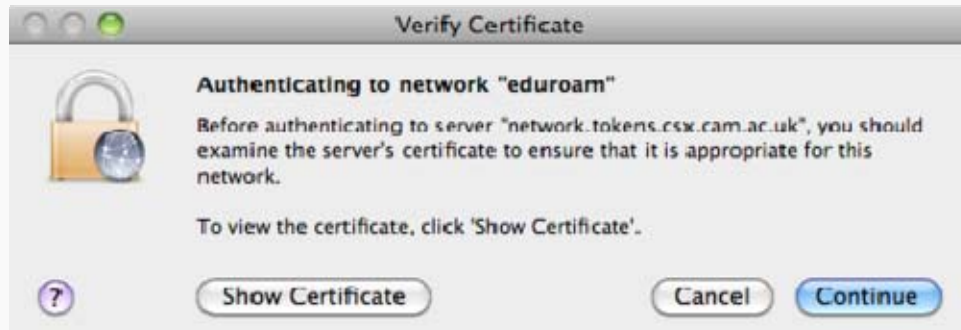 Verify Certificate
Authenticating to network "eduroam"
Before authenticating to server "network.tokens.csx.cam.ac.uk", you should
examine the server's certificate to ensure that it is appropriate for this
network.
To view the certificate, click 'Show Certificate'.
?
Show Certificate
Cancel
Continue